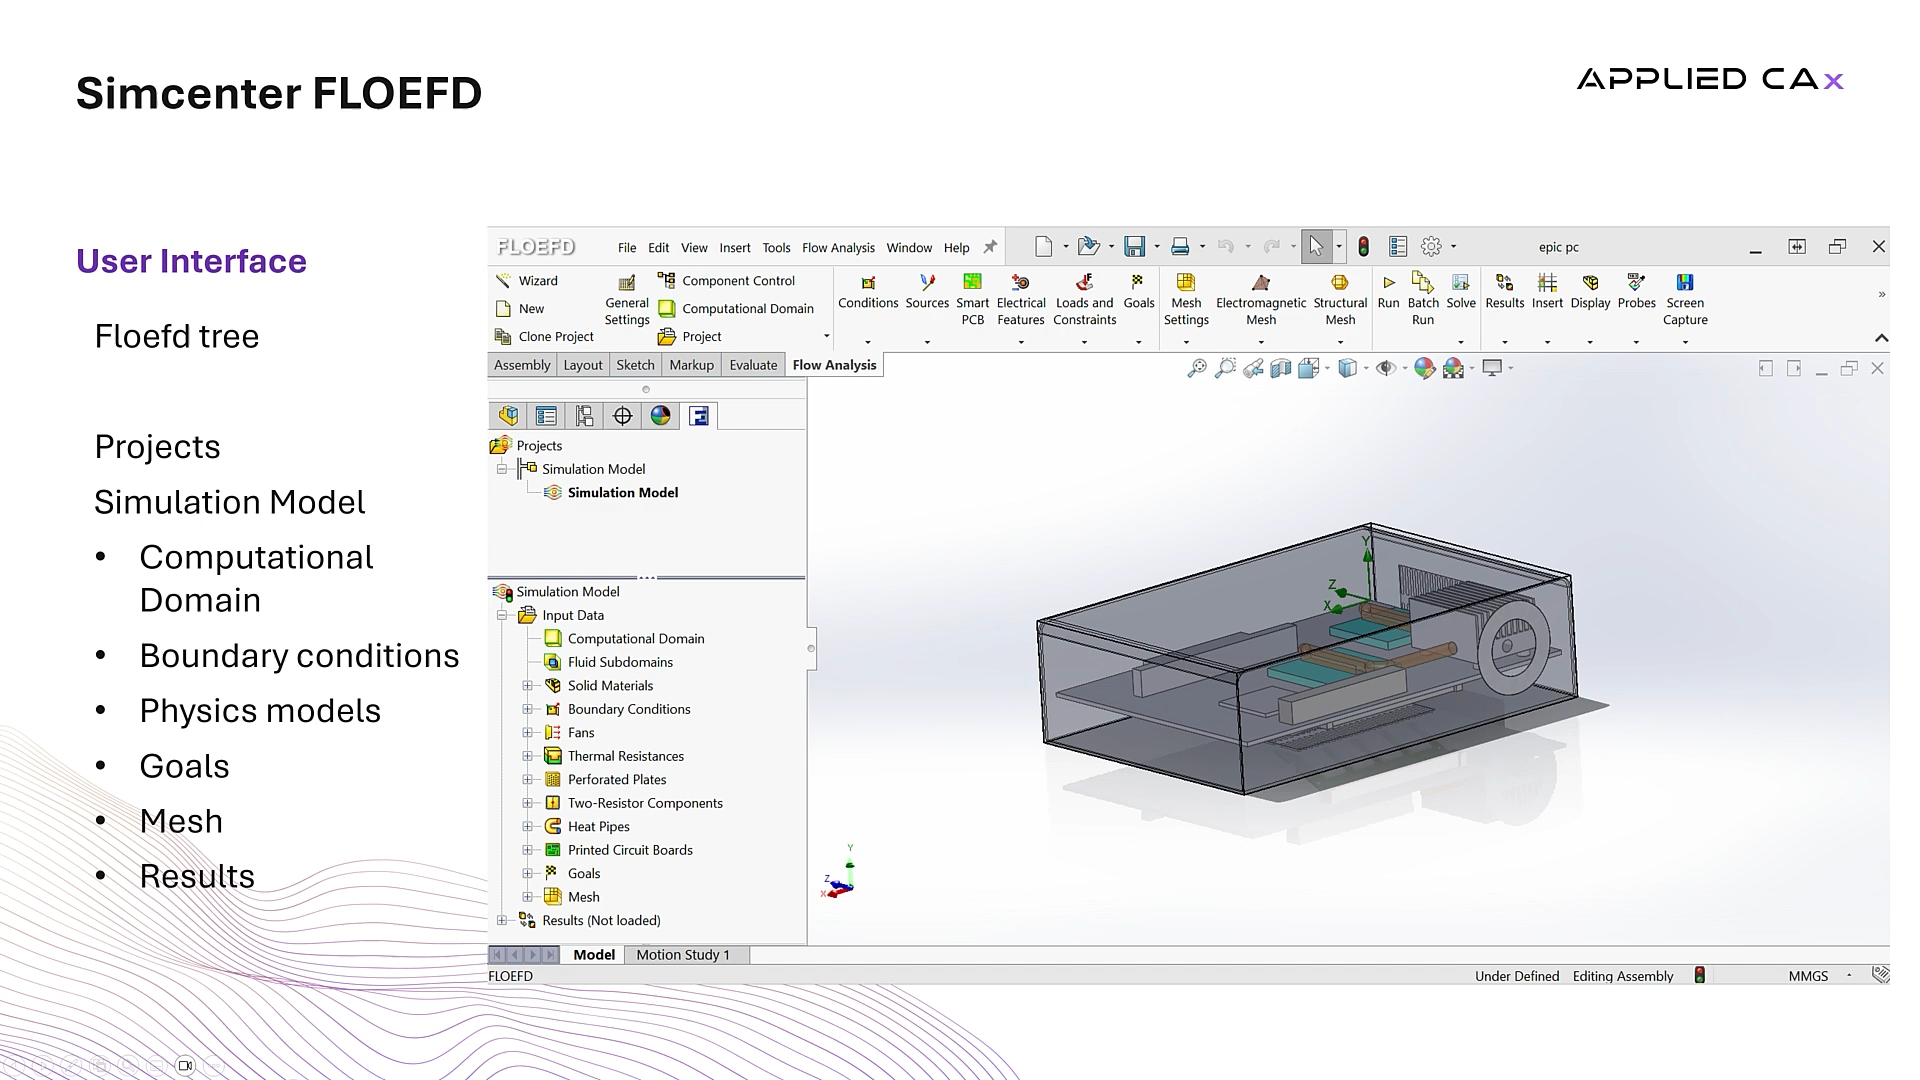 Simcenter FLOEFD
APPLIED CAx
User Interface
Floefd tree
Projects
Simulation Model
• Computational
Domain
• Boundary conditions
• Physics models
• Goals
• Mesh
• Results
FLOEFD File Edit View Insert Tools Flow Analysis Window Help epic pc
Wizard
New
Clone Project
General
Settings
Component Control
Computational Domain
Project
Conditions
Sources
Smart
PCB
Electrical
Features
Loads and
Constraints
Goals
Mesh
Settings
Electromagnetic
Mesh
Structural
Mesh
Run
Batch
Run
Solve
Results
Insert
Display
Probes
Screen
Capture
»
Assembly Layout Sketch Markup Evaluate Flow Analysis
Projects
Simulation Model
Simulation Model
Simulation Model
Input Data
Computational Domain
Fluid Subdomains
Solid Materials
Boundary Conditions
Fans
Thermal Resistances
Perforated Plates
Two-Resistor Components
Heat Pipes
Printed Circuit Boards
Goals
Mesh
Results (Not loaded)
Y
Z
X
Y
Z
X
Model Motion Study 1
FLOEFD Under Defined Editing Assembly MMGS